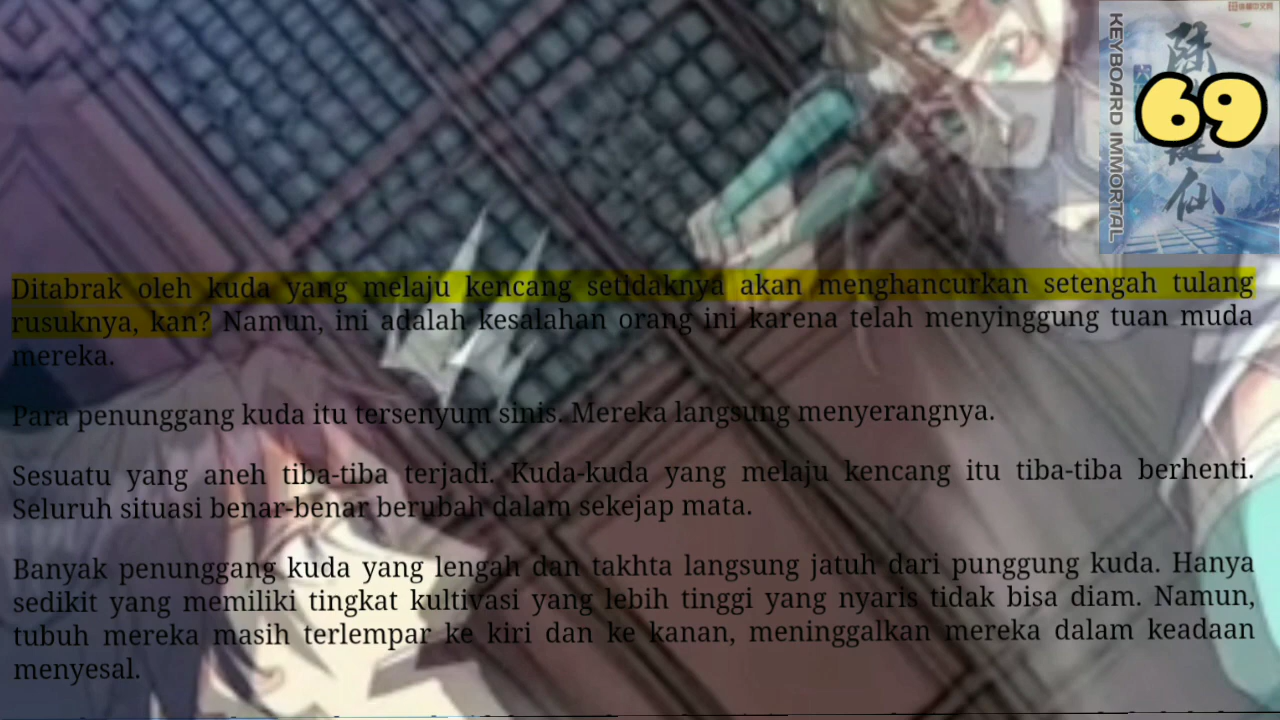 KEYBOARD IMMORTAL
69
Ditabrak oleh kuda yang melaju kencang setidaknya akan menghancurkan setengah tulang
rusuknya, kan? Namun, ini adalah kesalahan orang ini karena telah menyinggung tuan muda
mereka.
Para penunggang kuda itu tersenyum sinis. Mereka langsung menyerangnya.
Sesuatu yang aneh tiba-tiba terjadi. Kuda-kuda yang melaju kencang itu tiba-tiba berhenti.
Seluruh situasi benar-benar berubah dalam sekejap mata.
Banyak penunggang kuda yang lengah dan takhta langsung jatuh dari punggung kuda. Hanya
sedikit yang memiliki tingkat kultivasi yang lebih tinggi yang nyaris tidak bisa diam. Namun,
tubuh mereka masih terlempar ke kiri dan ke kanan, meninggalkan mereka dalam keadaan
menyesal.